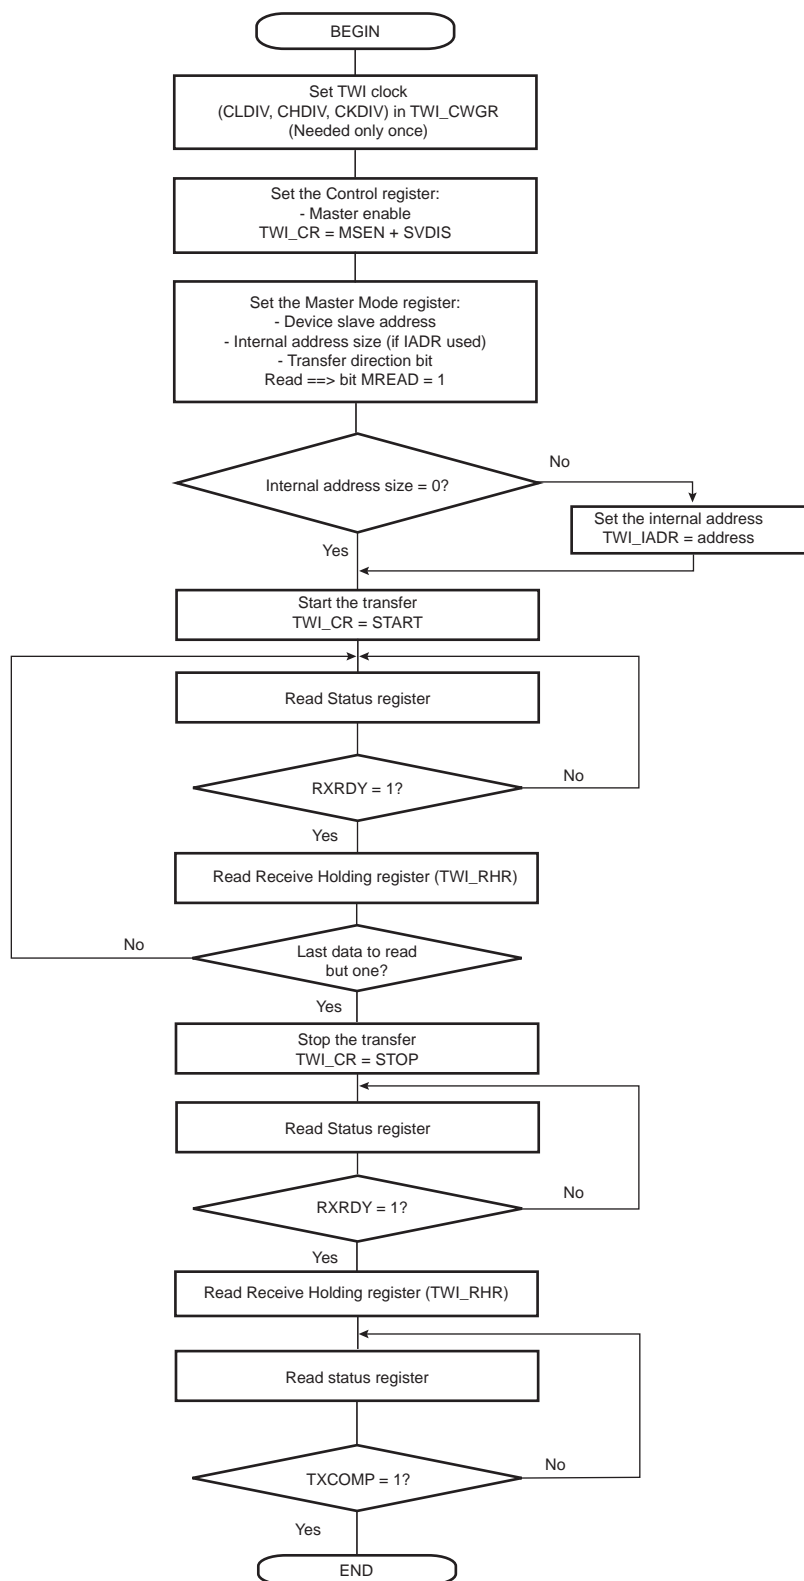 BEGIN
Set TWI clock
(CLDIV, CHDIV, CKDIV) in TWI_CWGR
(Needed only once)
Set the Control register:
- Master enable
TWI_CR = MSEN + SVDIS
Set the Master Mode register:
- Device slave address
- Internal address size (if IADR used)
- Transfer direction bit
Read ==> bit MREAD = 1
Internal address size = 0?
No
Set the internal address
TWI_IADR = address
Yes
Start the transfer
TWI_CR = START
Read Status register
RXRDY = 1?
No
Yes
Read Receive Holding register (TWI_RHR)
No
Last data to read
but one?
Yes
Stop the transfer
TWI_CR = STOP
Read Status register
RXRDY = 1?
No
Yes
Read Receive Holding register (TWI_RHR)
Read status register
TXCOMP = 1?
No
Yes
END